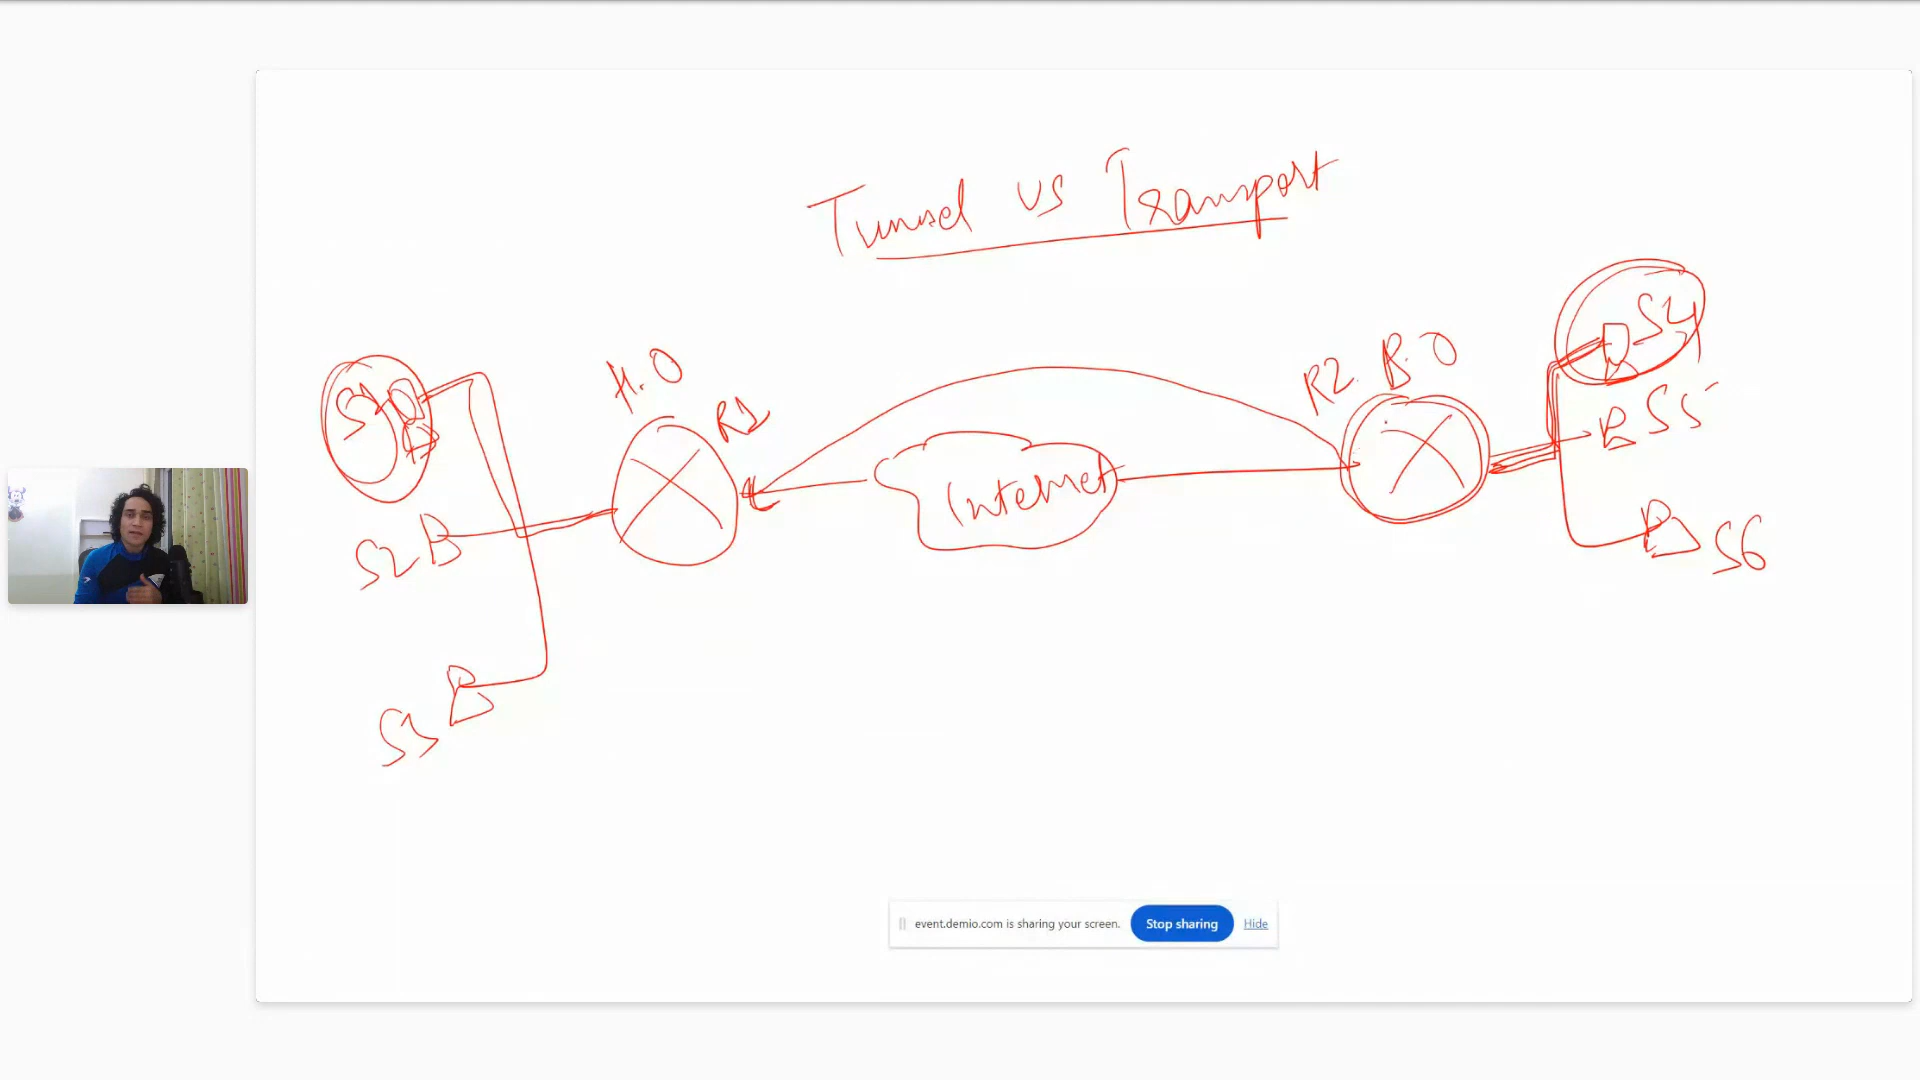 Tunnel vs Transport
S4
H.O
R2 B.O
S1
R1
S5
Internet
S2
S6
S3
event.demio.com is sharing your screen. Stop sharing Hide